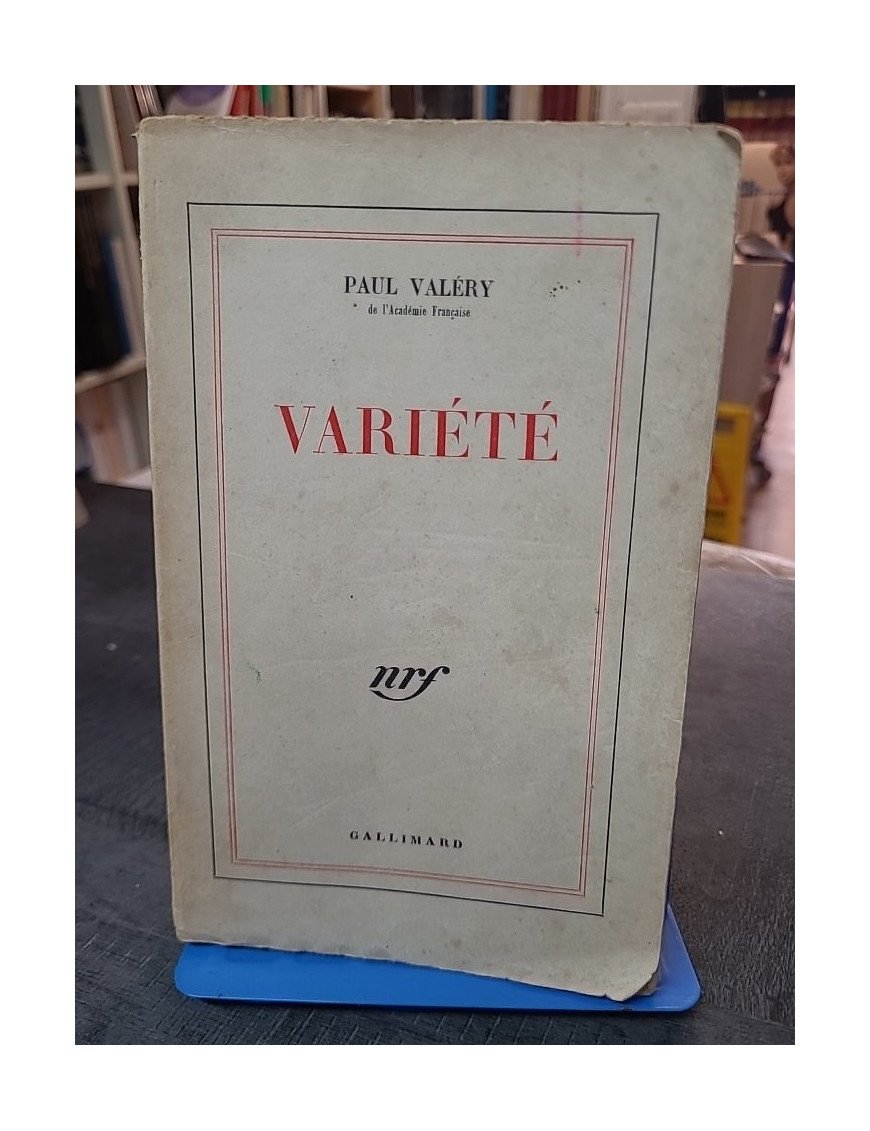 PAUL VALÉRY
de l'Académie Française
VARIÉTÉ
nrf
GALLIMARD